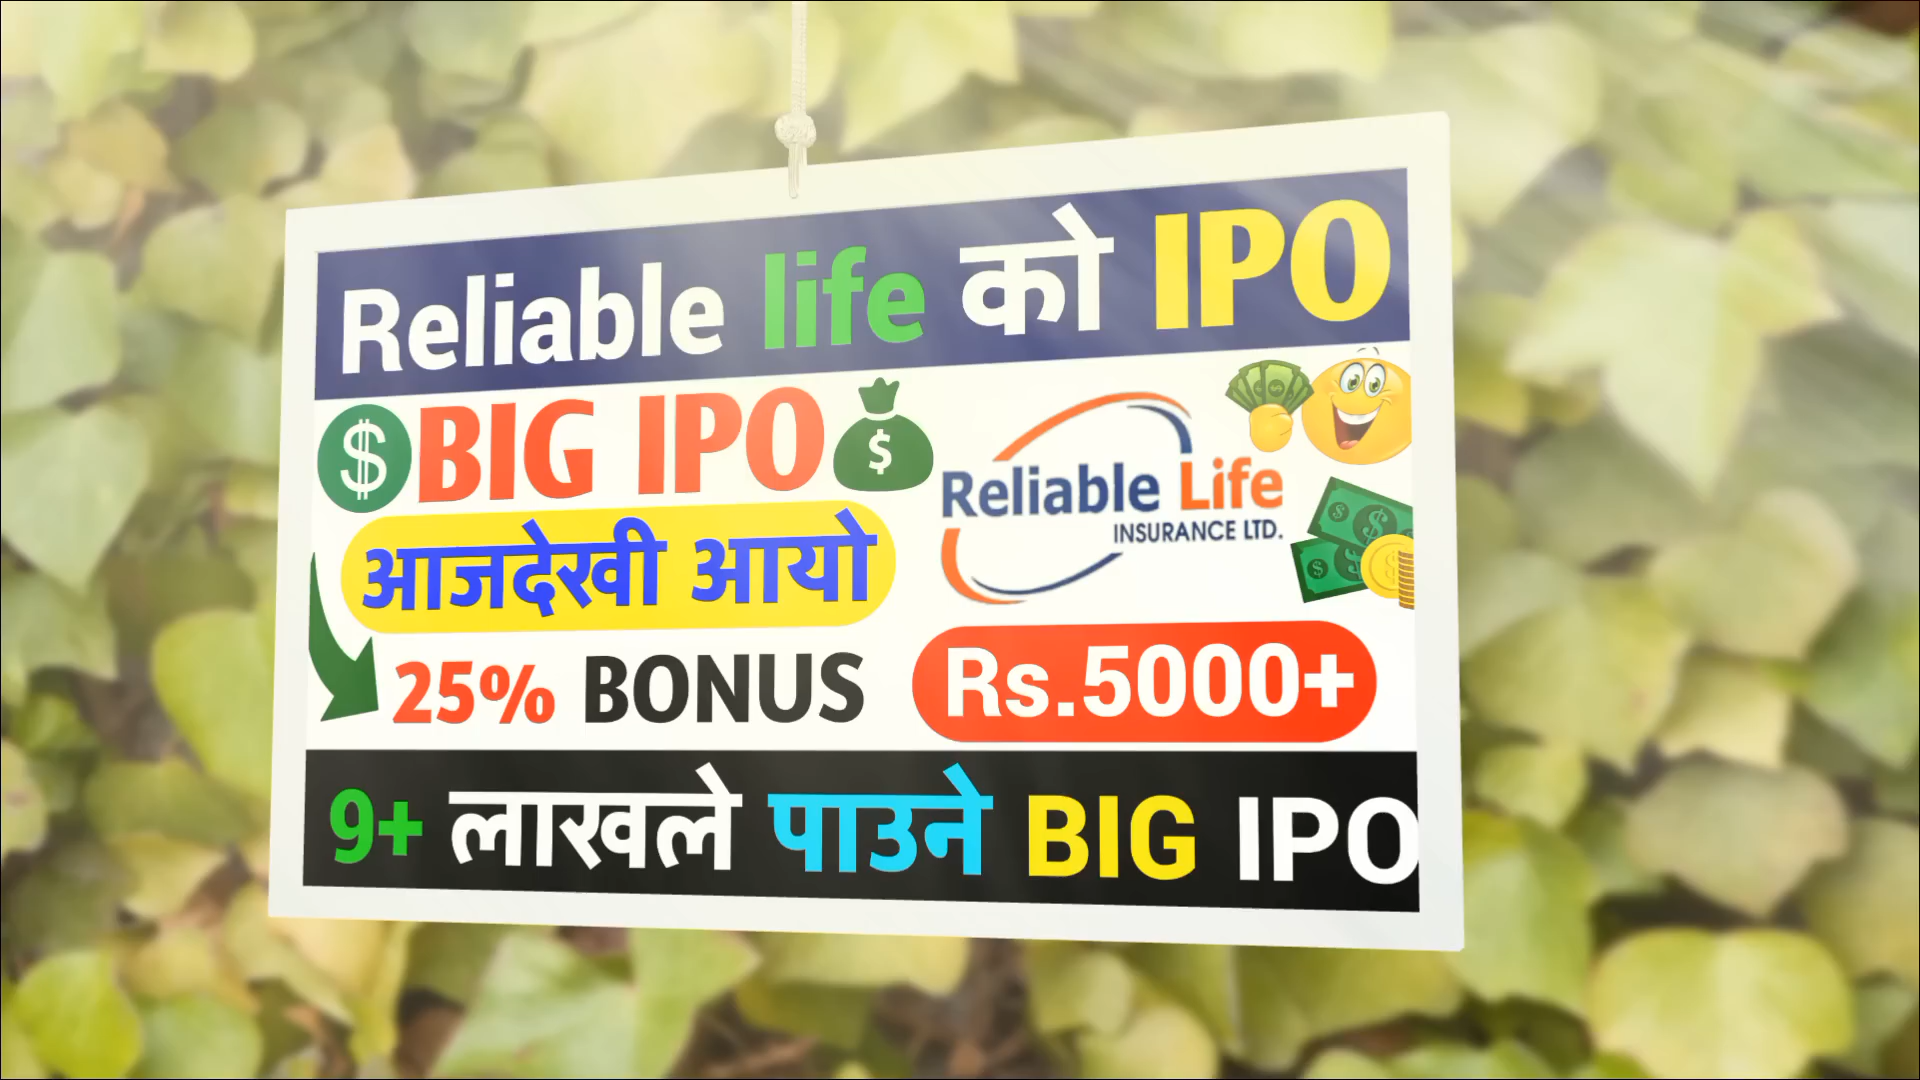 Reliable life को IPO
$ BIG IPO $
Reliable Life
INSURANCE LTD.
आजदेखी आयो
25% BONUS
Rs.5000+
9+ लाखले पाउने BIG IPO